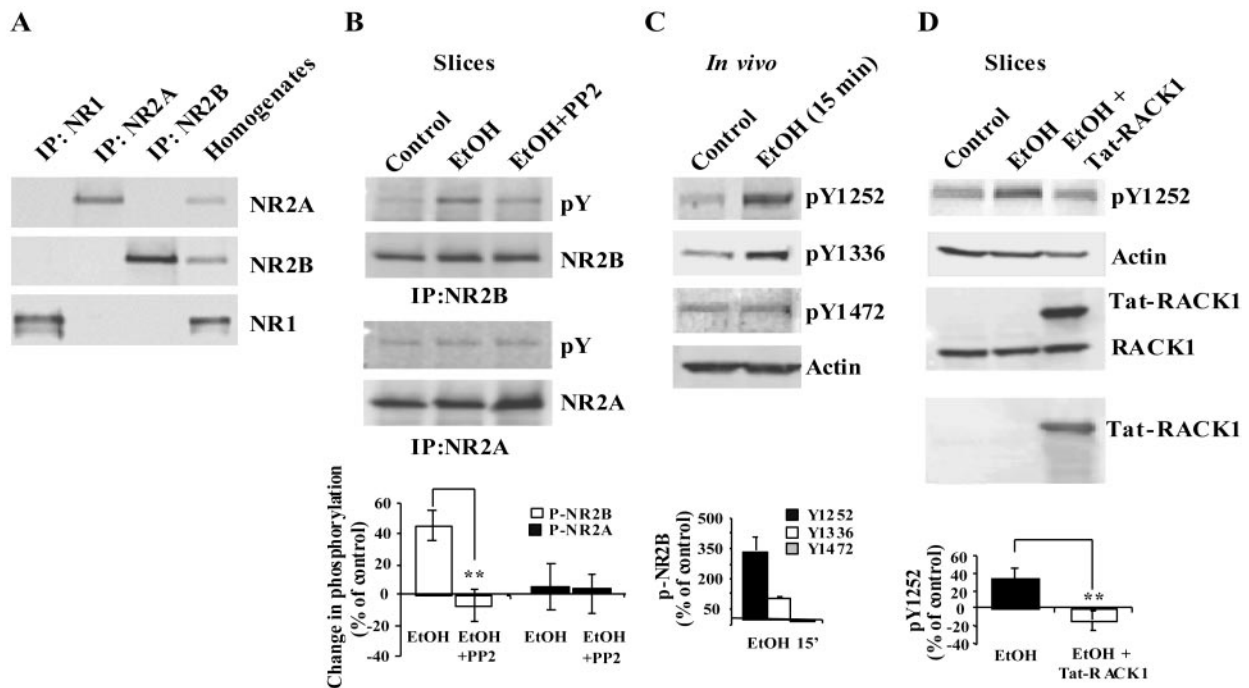 A
IP: NR1
IP: NR2A
IP: NR2B
Homogenates
NR2A
NR2B
NR1
B
Slices
Control
EtOH
EtOH+PP2
pY
NR2B
IP:NR2B
pY
NR2A
IP:NR2A
Change in phosphorylation
(% of control)
60
40
20
0
-20
-40
P-NR2B
P-NR2A
**
EtOH
EtOH
+PP2
EtOH
EtOH
+PP2
C
In vivo
Control
EtOH (15 min)
pY1252
pY1336
pY1472
Actin
p-NR2B
(% of control)
500
350
200
50
Y1252
Y1336
Y1472
EtOH 15'
D
Slices
Control
EtOH
EtOH +
Tat-RACK1
pY1252
Actin
Tat-RACK1
RACK1
Tat-RACK1
pY1252
(% of control)
60
40
20
0
-20
-40
**
EtOH
EtOH +
Tat-RACK1